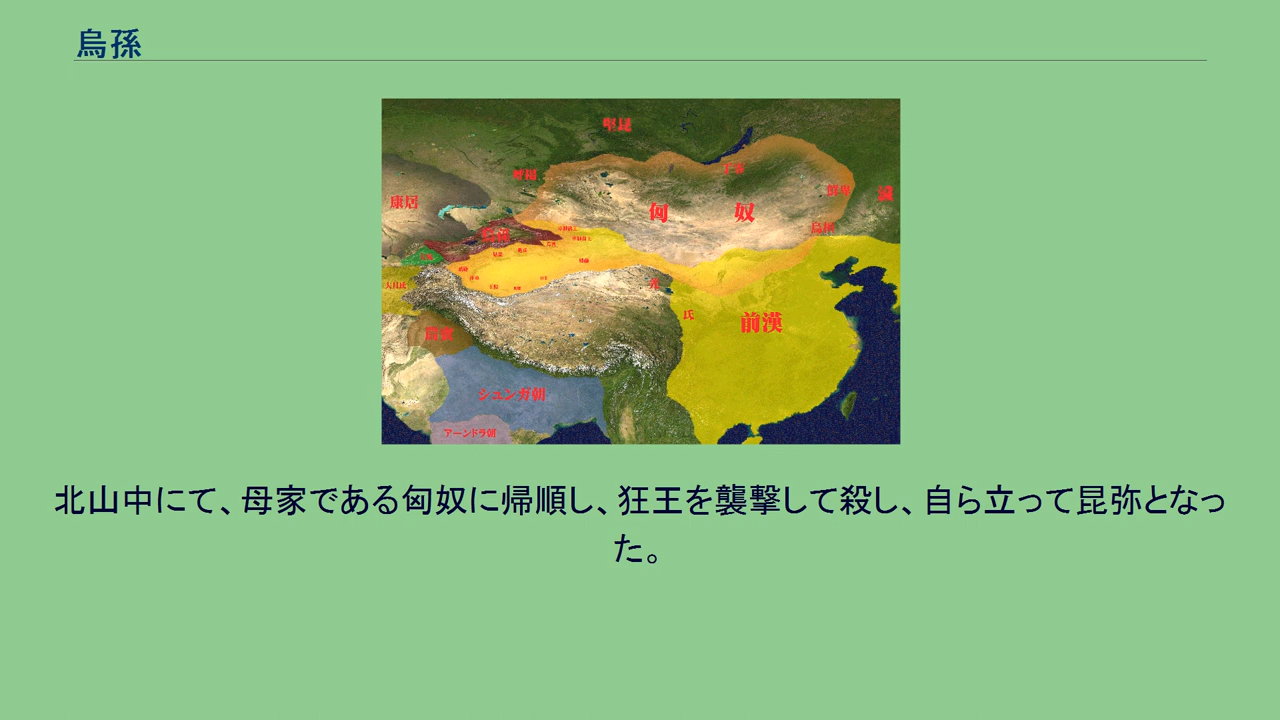 烏孫
堅昆
呼掲
丁零
鮮卑
康居
匈奴
烏桓
烏孫
大月氏
羌
氐
前漢
罽賓
シュンガ朝
アーンドラ朝
北山中にて、母家である匈奴に帰順し、狂王を襲撃して殺し、自ら立って昆弥となっ
た。